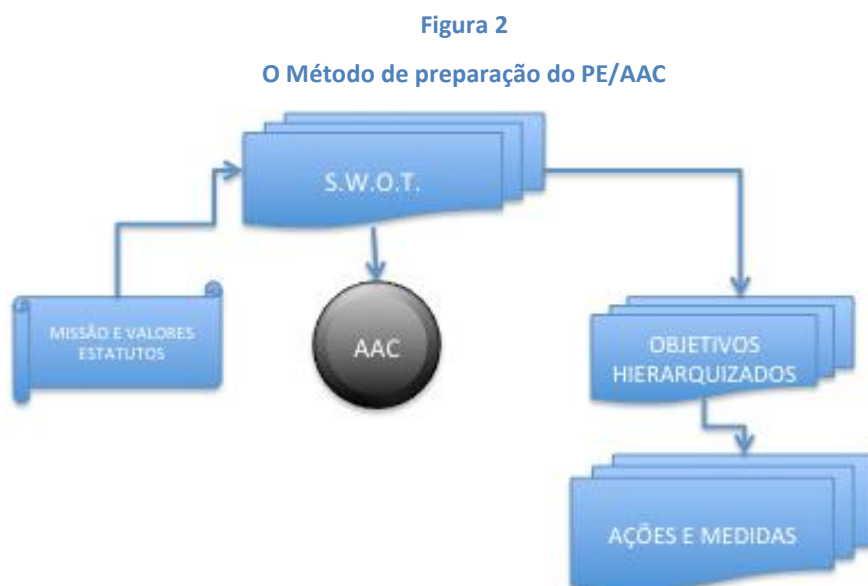 Figura 2
O Método de preparação do PE/AAC
S.W.O.T.
MISSÃO E VALORES
ESTATUTOS
AAC
OBJETIVOS
HIERARQUIZADOS
AÇÕES E MEDIDAS